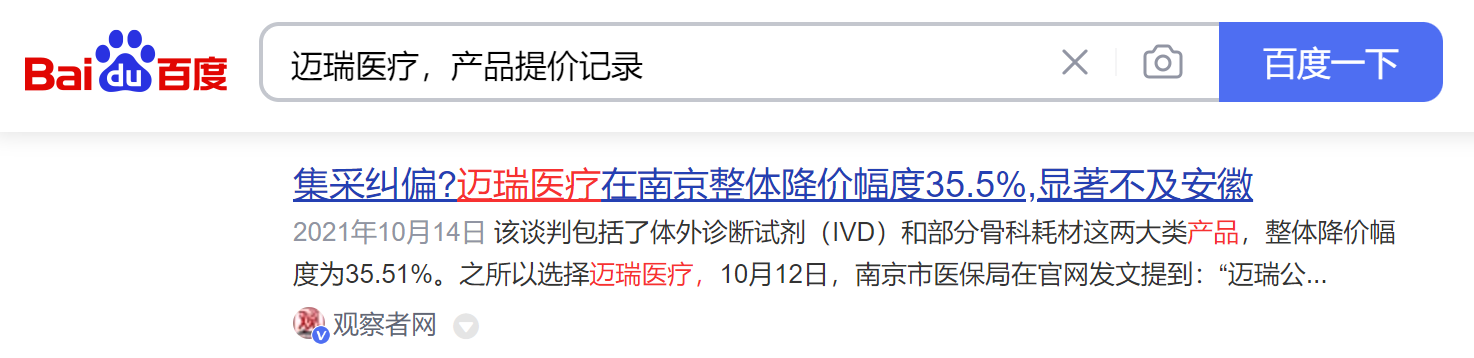 Bai du 百度
迈瑞医疗，产品提价记录
百度一下
集采纠偏?迈瑞医疗在南京整体降价幅度35.5%,显著不及安徽
2021年10月14日 该谈判包括了体外诊断试剂（IVD）和部分骨科耗材这两大类产品，整体降价幅
度为35.51%。之所以选择迈瑞医疗，10月12日，南京市医保局在官网发文提到：“迈瑞公...
观察者网